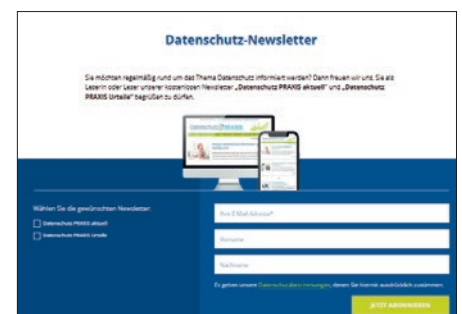 Datenschutz-Newsletter
Sie möchten regelmäßig rund um das Thema Datenschutz informiert werden? Dann freuen wir uns, Sie als
Leserin oder Leser unserer kostenlosen Newsletter „Datenschutz PRAXIS aktuell“ und „Datenschutz
PRAXIS Urteile“ begrüßen zu dürfen.
Datenschutz PRAXIS
Wählen Sie die gewünschten Newsletter:
Datenschutz PRAXIS aktuell
Datenschutz PRAXIS Urteile
Ihre E-Mail-Adresse*
Vorname
Nachname
Es gelten unsere Datenschutzbestimmungen, denen Sie hiermit ausdrücklich zustimmen.
JETZT ABONNIEREN